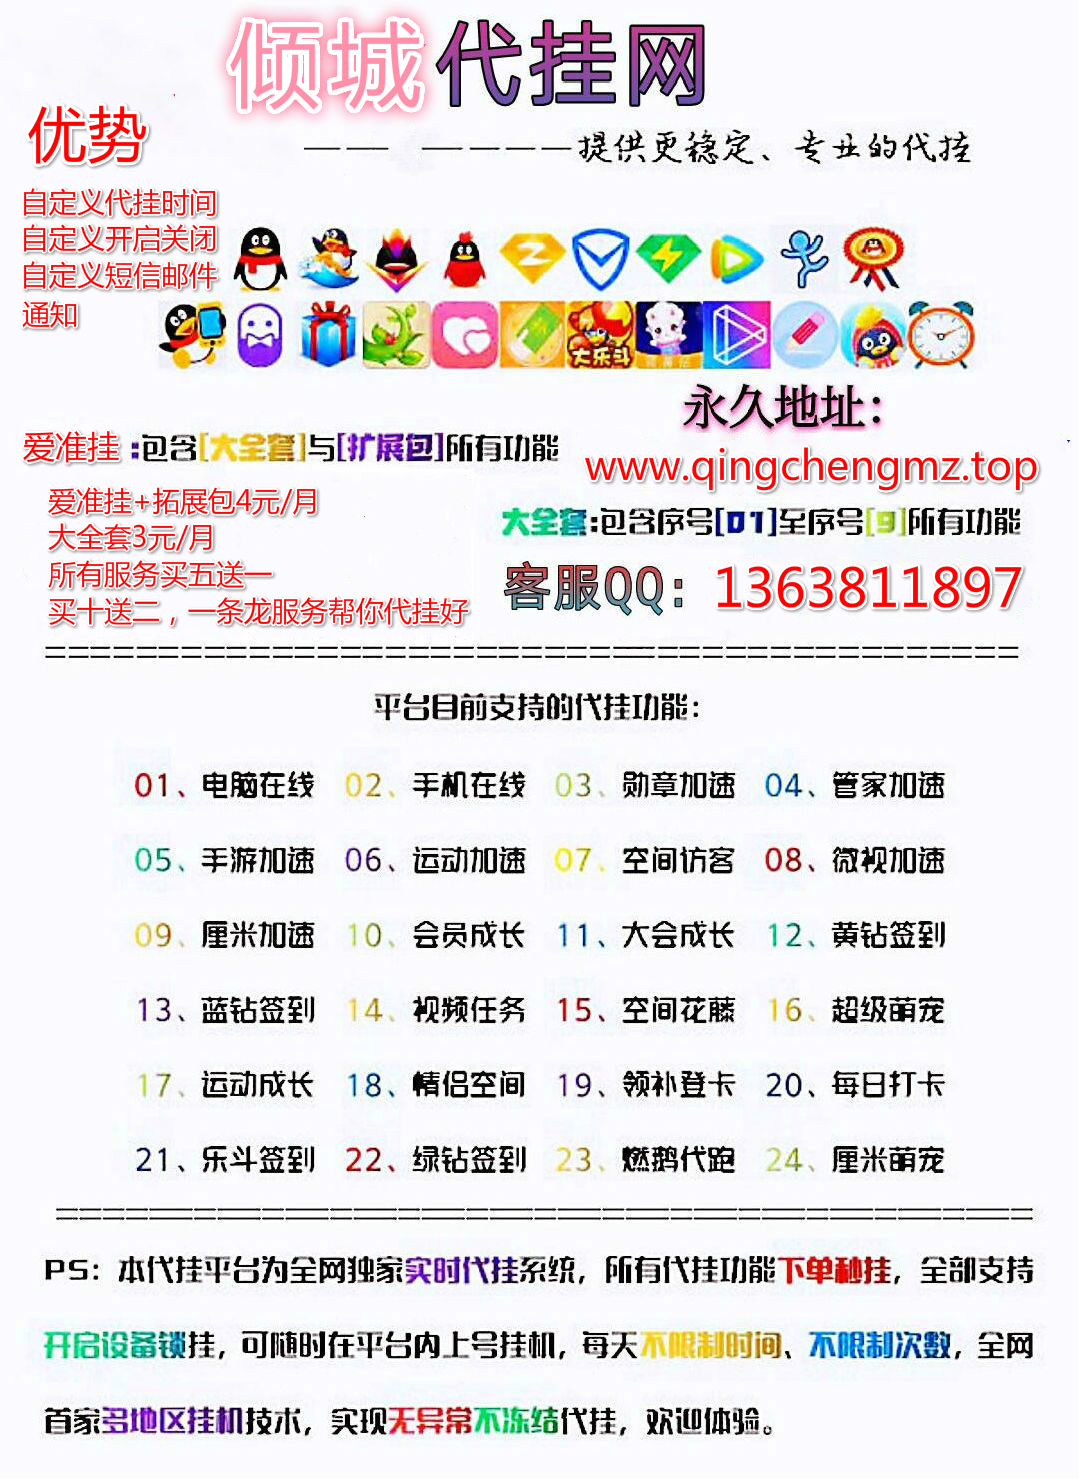 倾城代挂网
优势
—— ————提供更稳定、专业的代挂
自定义代挂时间
自定义开启关闭
自定义短信邮件
通知
大乐斗
永久地址：
爱准挂：包含[大全套]与[扩展包]所有功能
www.qingchengmz.top
爱准挂+拓展包4元/月
大全套：包含序号[01]至序号[9]所有功能
大全套3元/月
所有服务买五送一
客服QQ：1363811897
买十送二，一条龙服务帮你代挂好
============================================
平台目前支持的代挂功能：
01、电脑在线 02、手机在线 03、勋章加速 04、管家加速
05、手游加速 06、运动加速 07、空间访客 08、微视加速
09、厘米加速 10、会员成长 11、大会成长 12、黄钻签到
13、蓝钻签到 14、视频任务 15、空间花藤 16、超级萌宠
17、运动成长 18、情侣空间 19、领补登卡 20、每日打卡
21、乐斗签到 22、绿钻签到 23、燃鹅代跑 24、厘米萌宠
============================================
PS：本代挂平台为全网独家实时代挂系统，所有代挂功能下单秒挂，全部支持
开启设备锁挂，可随时在平台内上号挂机，每天不限制时间、不限制次数，全网
首家多地区挂机技术，实现无异常不冻结代挂，欢迎体验。